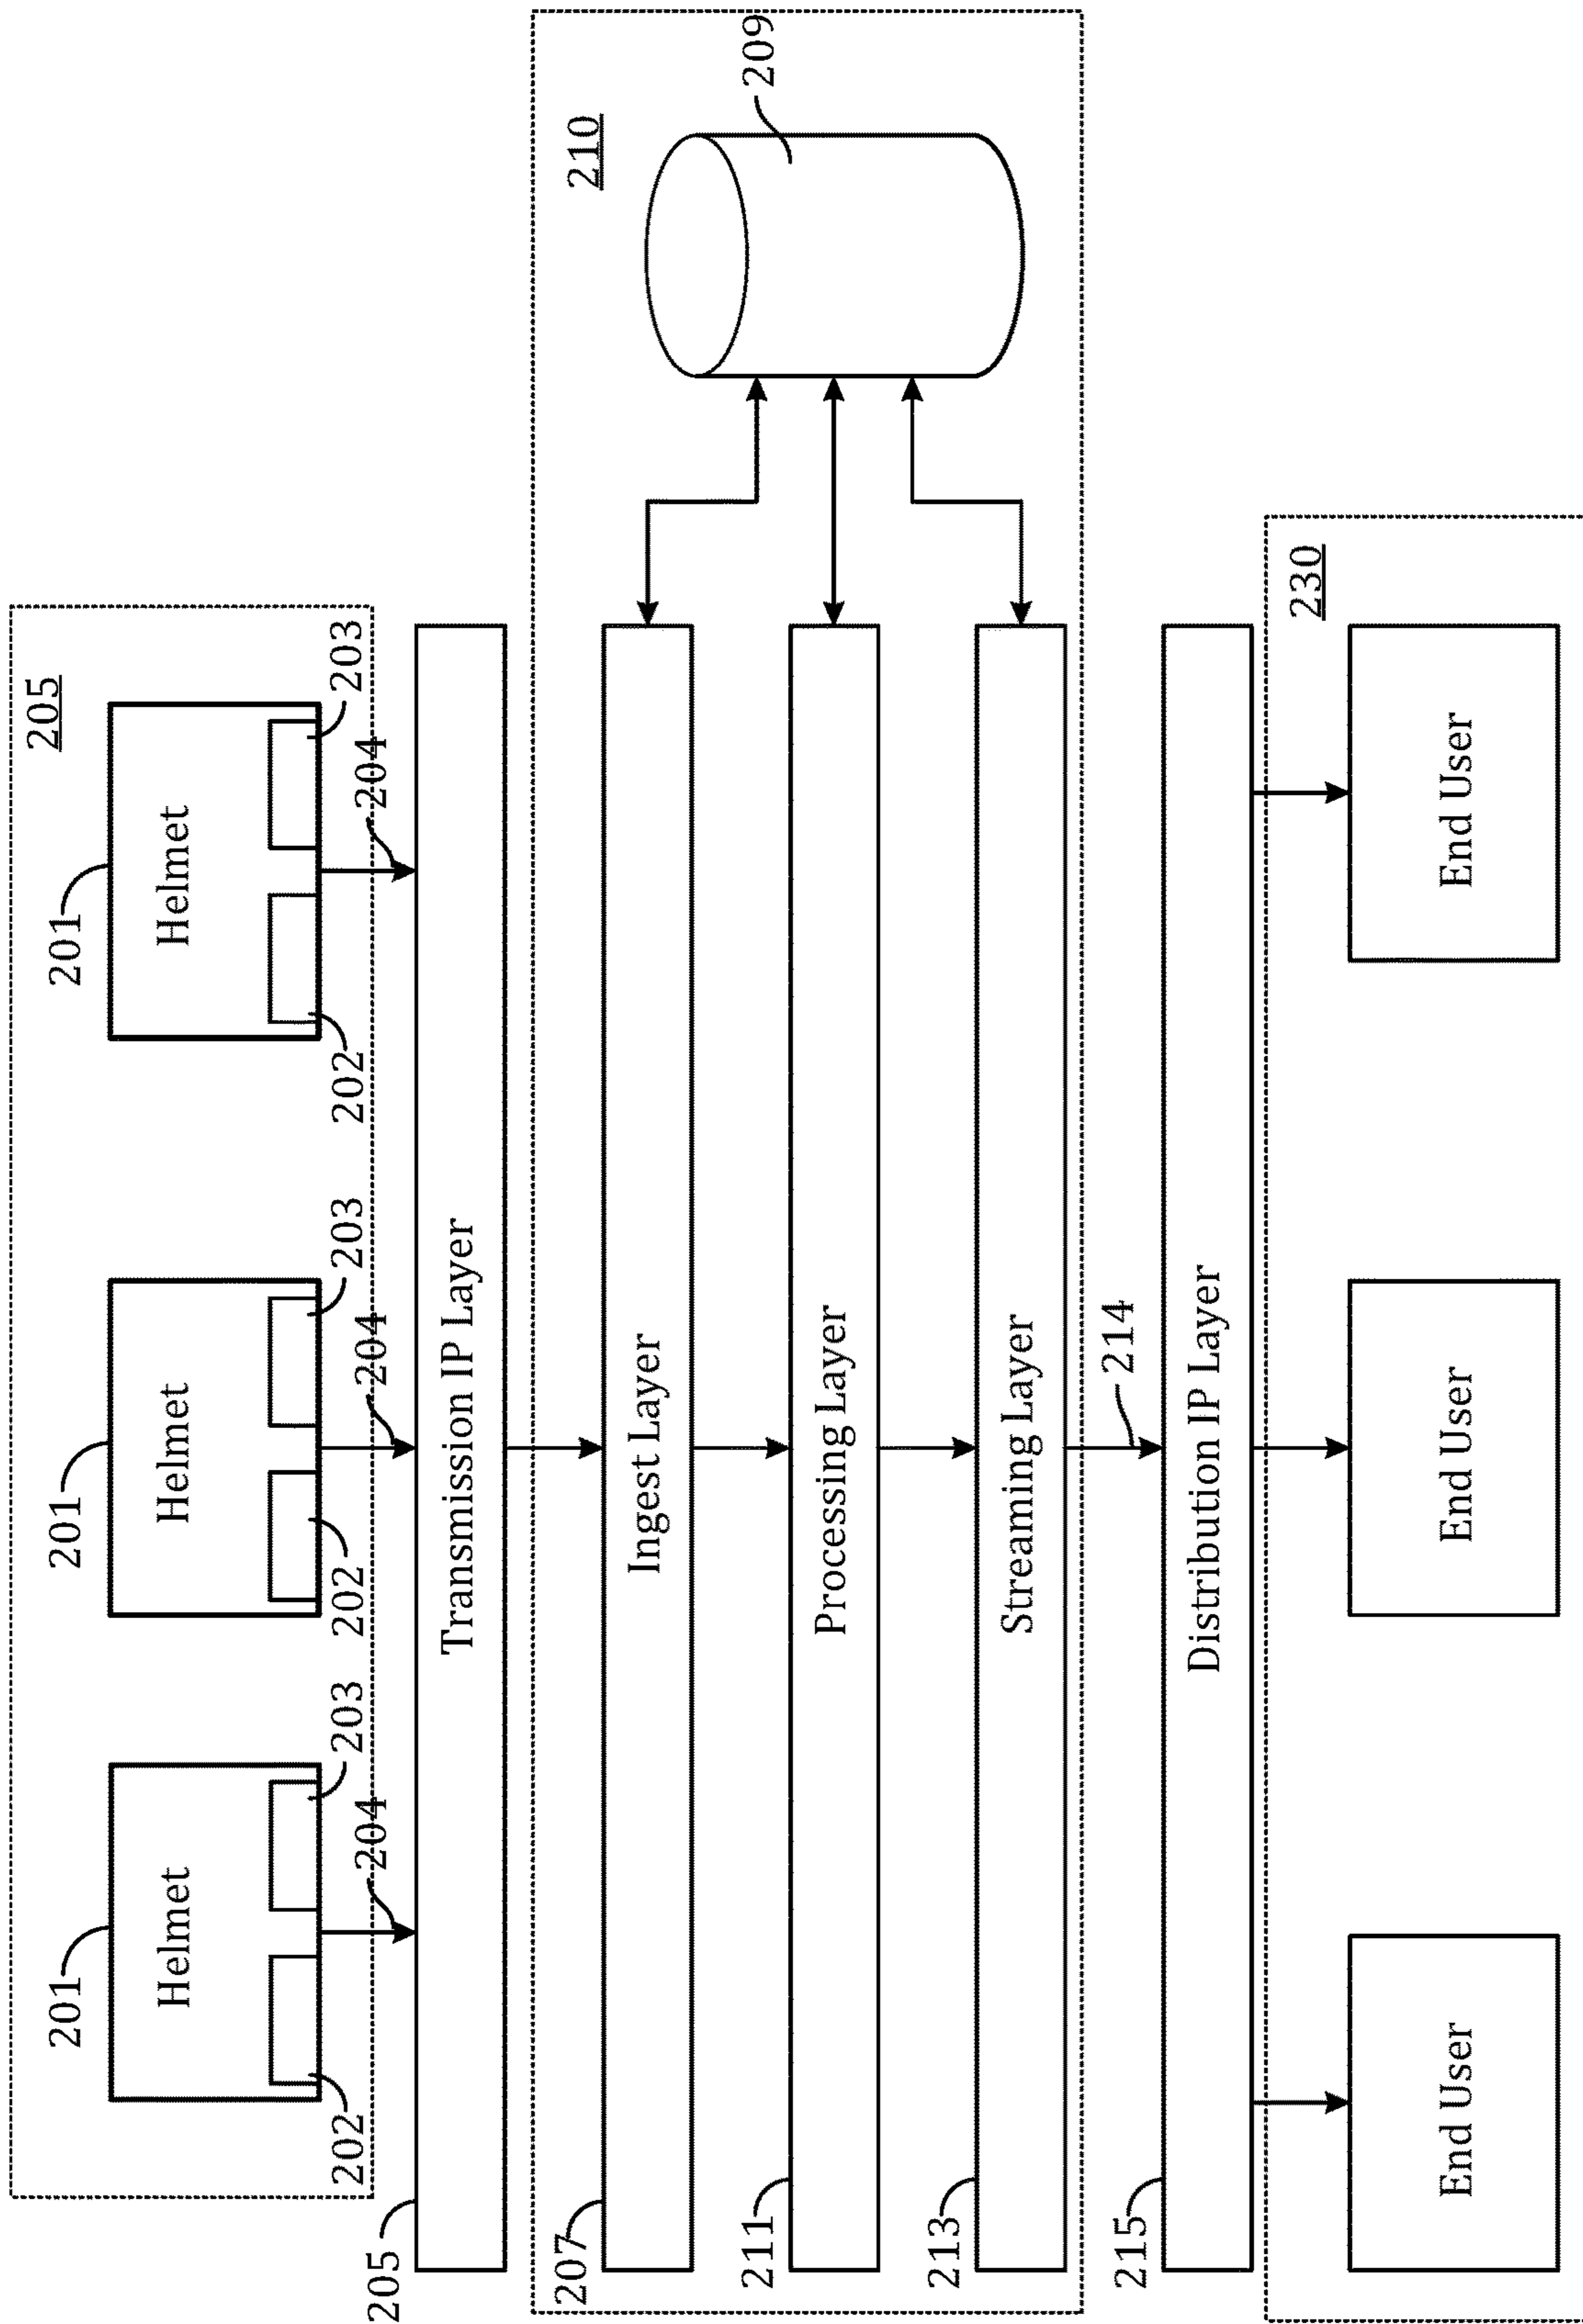 205
201
201
201
Helmet
Helmet
Helmet
202
203
202
203
202
203
204
204
204
205
Transmission IP Layer
210
209
207
Ingest Layer
211
Processing Layer
213
Streaming Layer
214
215
Distribution IP Layer
230
End User
End User
End User